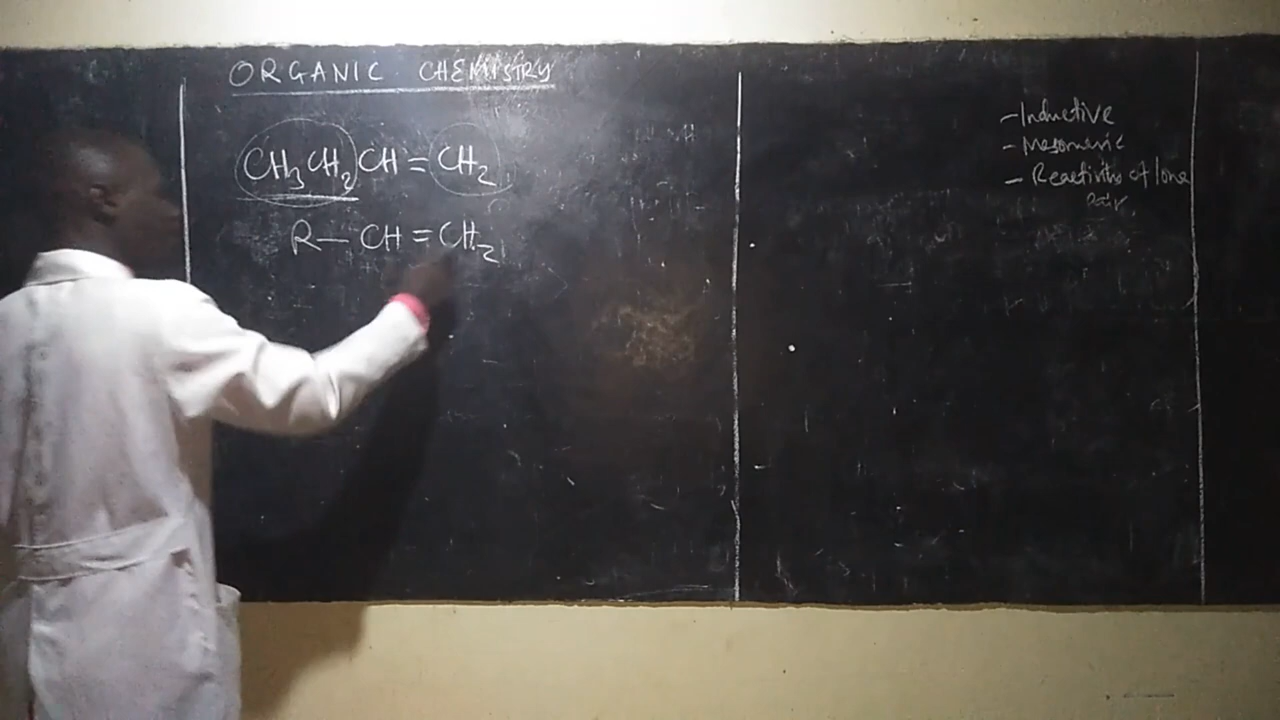 ORGANIC CHEMISTRY
CH₃CH₂CH=CH₂
R—CH=CH₂
- Inductive
- Mesomeric
- Reactivity of lone
Pair